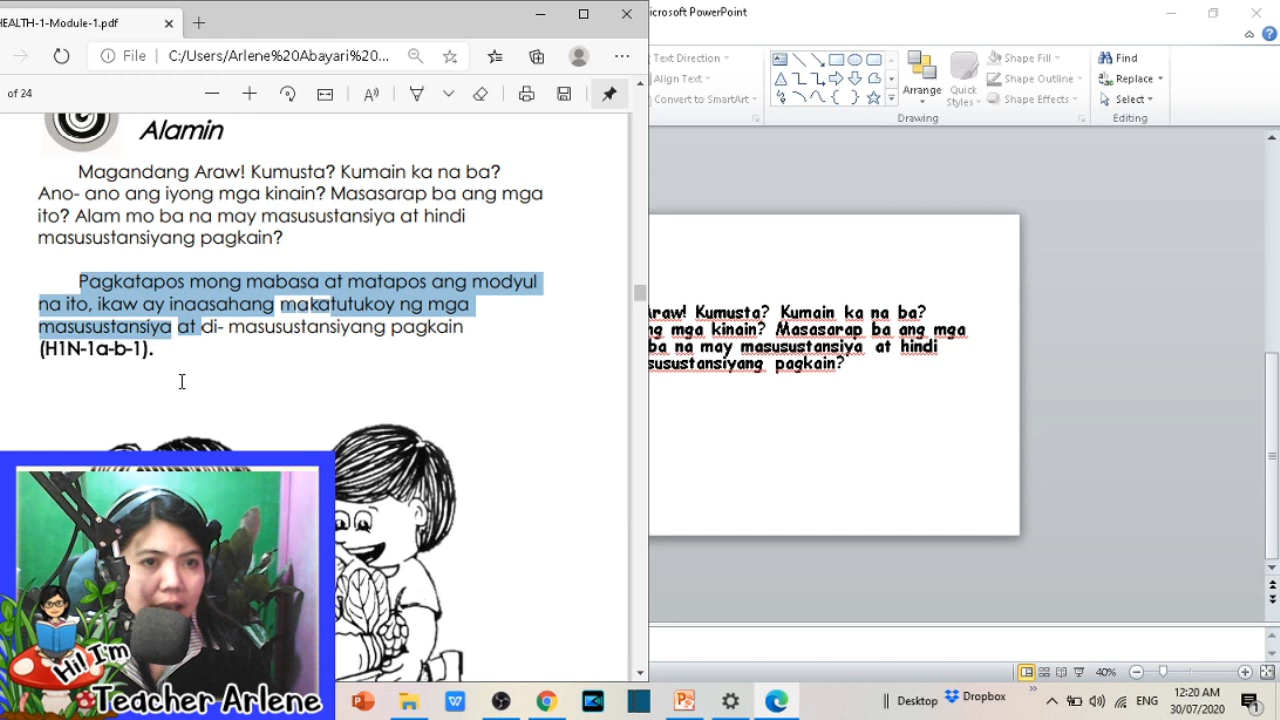 HEALTH-1-Module-1.pdf
icrosoft PowerPoint
File
C:/Users/Arlene%20Abayari%20...
of 24
Text Direction
Align Text
Convert to SmartArt
Arrange
Quick
Styles
Shape Fill
Shape Outline
Shape Effects
Find
Replace
Select
Drawing
Editing
Alamin
Magandang Araw! Kumusta? Kumain ka na ba?
Ano- ano ang iyong mga kinain? Masasarap ba ang mga
ito? Alam mo ba na may masusustansiya at hindi
masusustansiyang pagkain?
Pagkatapos mong mabasa at matapos ang modyul
na ito, ikaw ay inaasahang makatutukoy ng mga
masusustansiya at di- masusustansiyang pagkain
(H1N-1a-b-1).
Araw! Kumusta? Kumain ka na ba?
ng mga kinain? Masasarap ba ang mga
ba na may masusustansiya at hindi
susustansiyang pagkain?
Hi! I'm
Teacher Arlene
40%
Desktop
Dropbox
ENG
12:20 AM
30/07/2020